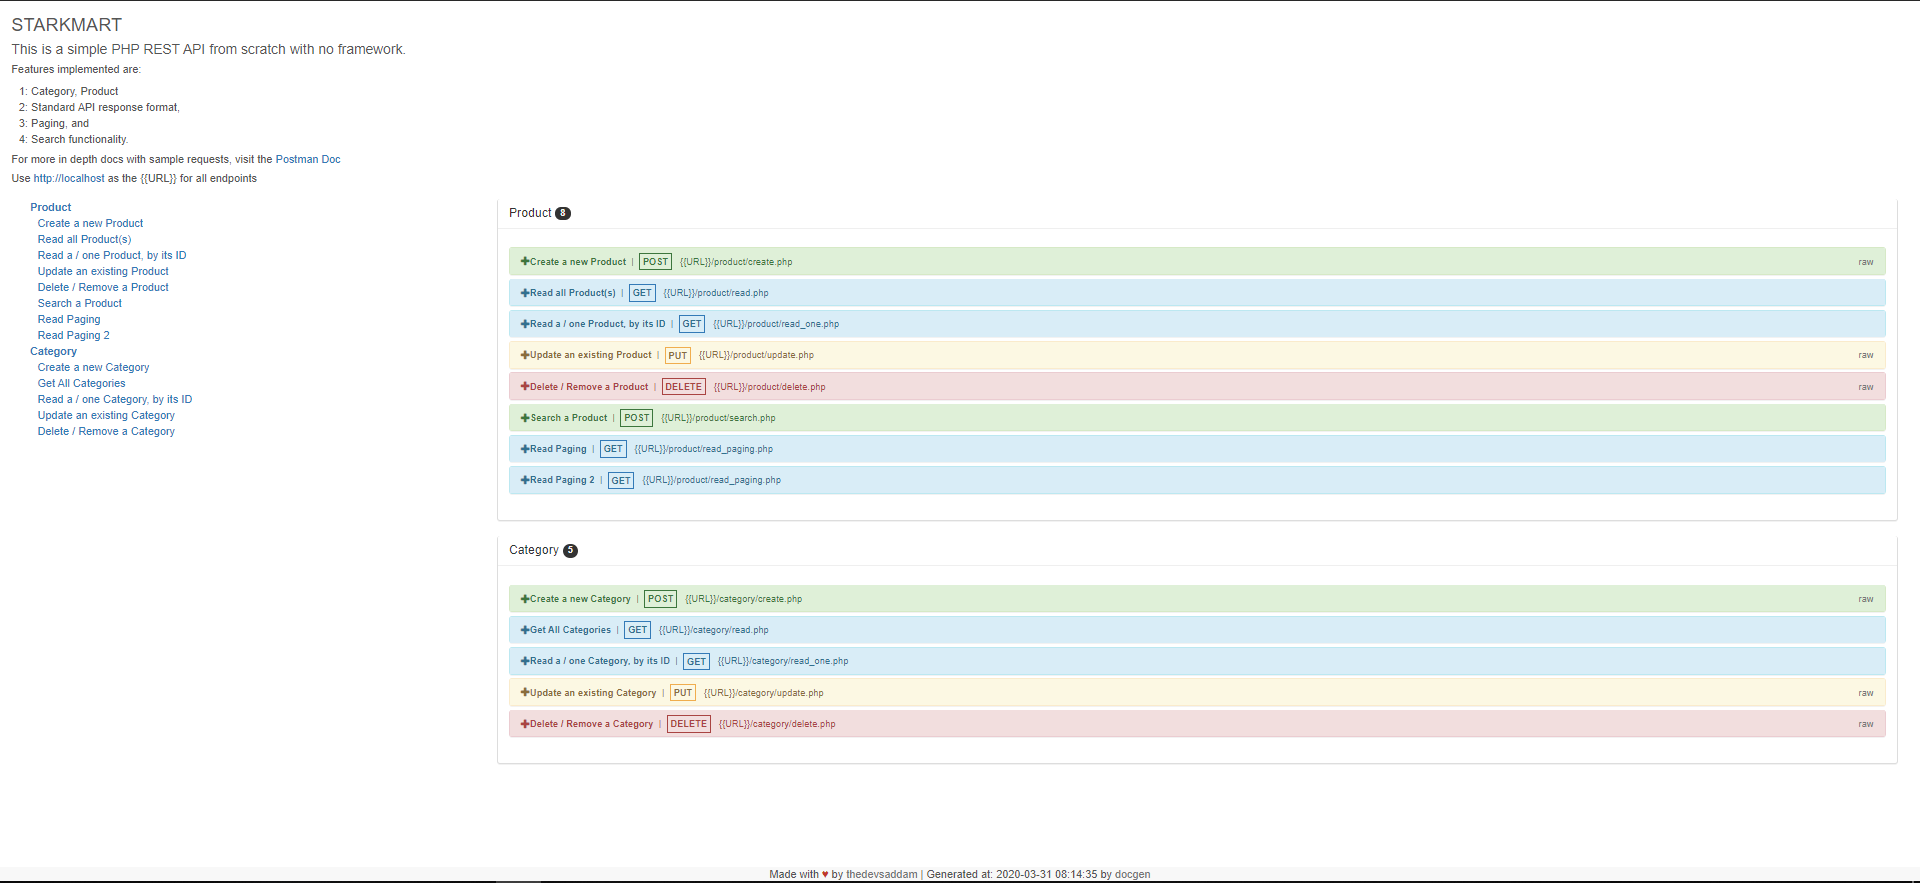 STARKMART
This is a simple PHP REST API from scratch with no framework.
Features implemented are:
1: Category, Product
2: Standard API response format,
3: Paging, and
4: Search functionality.
For more in depth docs with sample requests, visit the Postman Doc
Use http://localhost as the {{URL}} for all endpoints
Product
Create a new Product
Read all Product(s)
Read a / one Product, by its ID
Update an existing Product
Delete / Remove a Product
Search a Product
Read Paging
Read Paging 2
Category
Create a new Category
Get All Categories
Read a / one Category, by its ID
Update an existing Category
Delete / Remove a Category
Product 8
Create a new Product | POST {{URL}}/product/create.php raw
Read all Product(s) | GET {{URL}}/product/read.php
Read a / one Product, by its ID | GET {{URL}}/product/read_one.php
Update an existing Product | PUT {{URL}}/product/update.php raw
Delete / Remove a Product | DELETE {{URL}}/product/delete.php raw
Search a Product | POST {{URL}}/product/search.php
Read Paging | GET {{URL}}/product/read_paging.php
Read Paging 2 | GET {{URL}}/product/read_paging.php
Category 5
Create a new Category | POST {{URL}}/category/create.php raw
Get All Categories | GET {{URL}}/category/read.php
Read a / one Category, by its ID | GET {{URL}}/category/read_one.php
Update an existing Category | PUT {{URL}}/category/update.php raw
Delete / Remove a Category | DELETE {{URL}}/category/delete.php raw
Made with ♥ by thedevsaddam | Generated at: 2020-03-31 08:14:35 by docgen